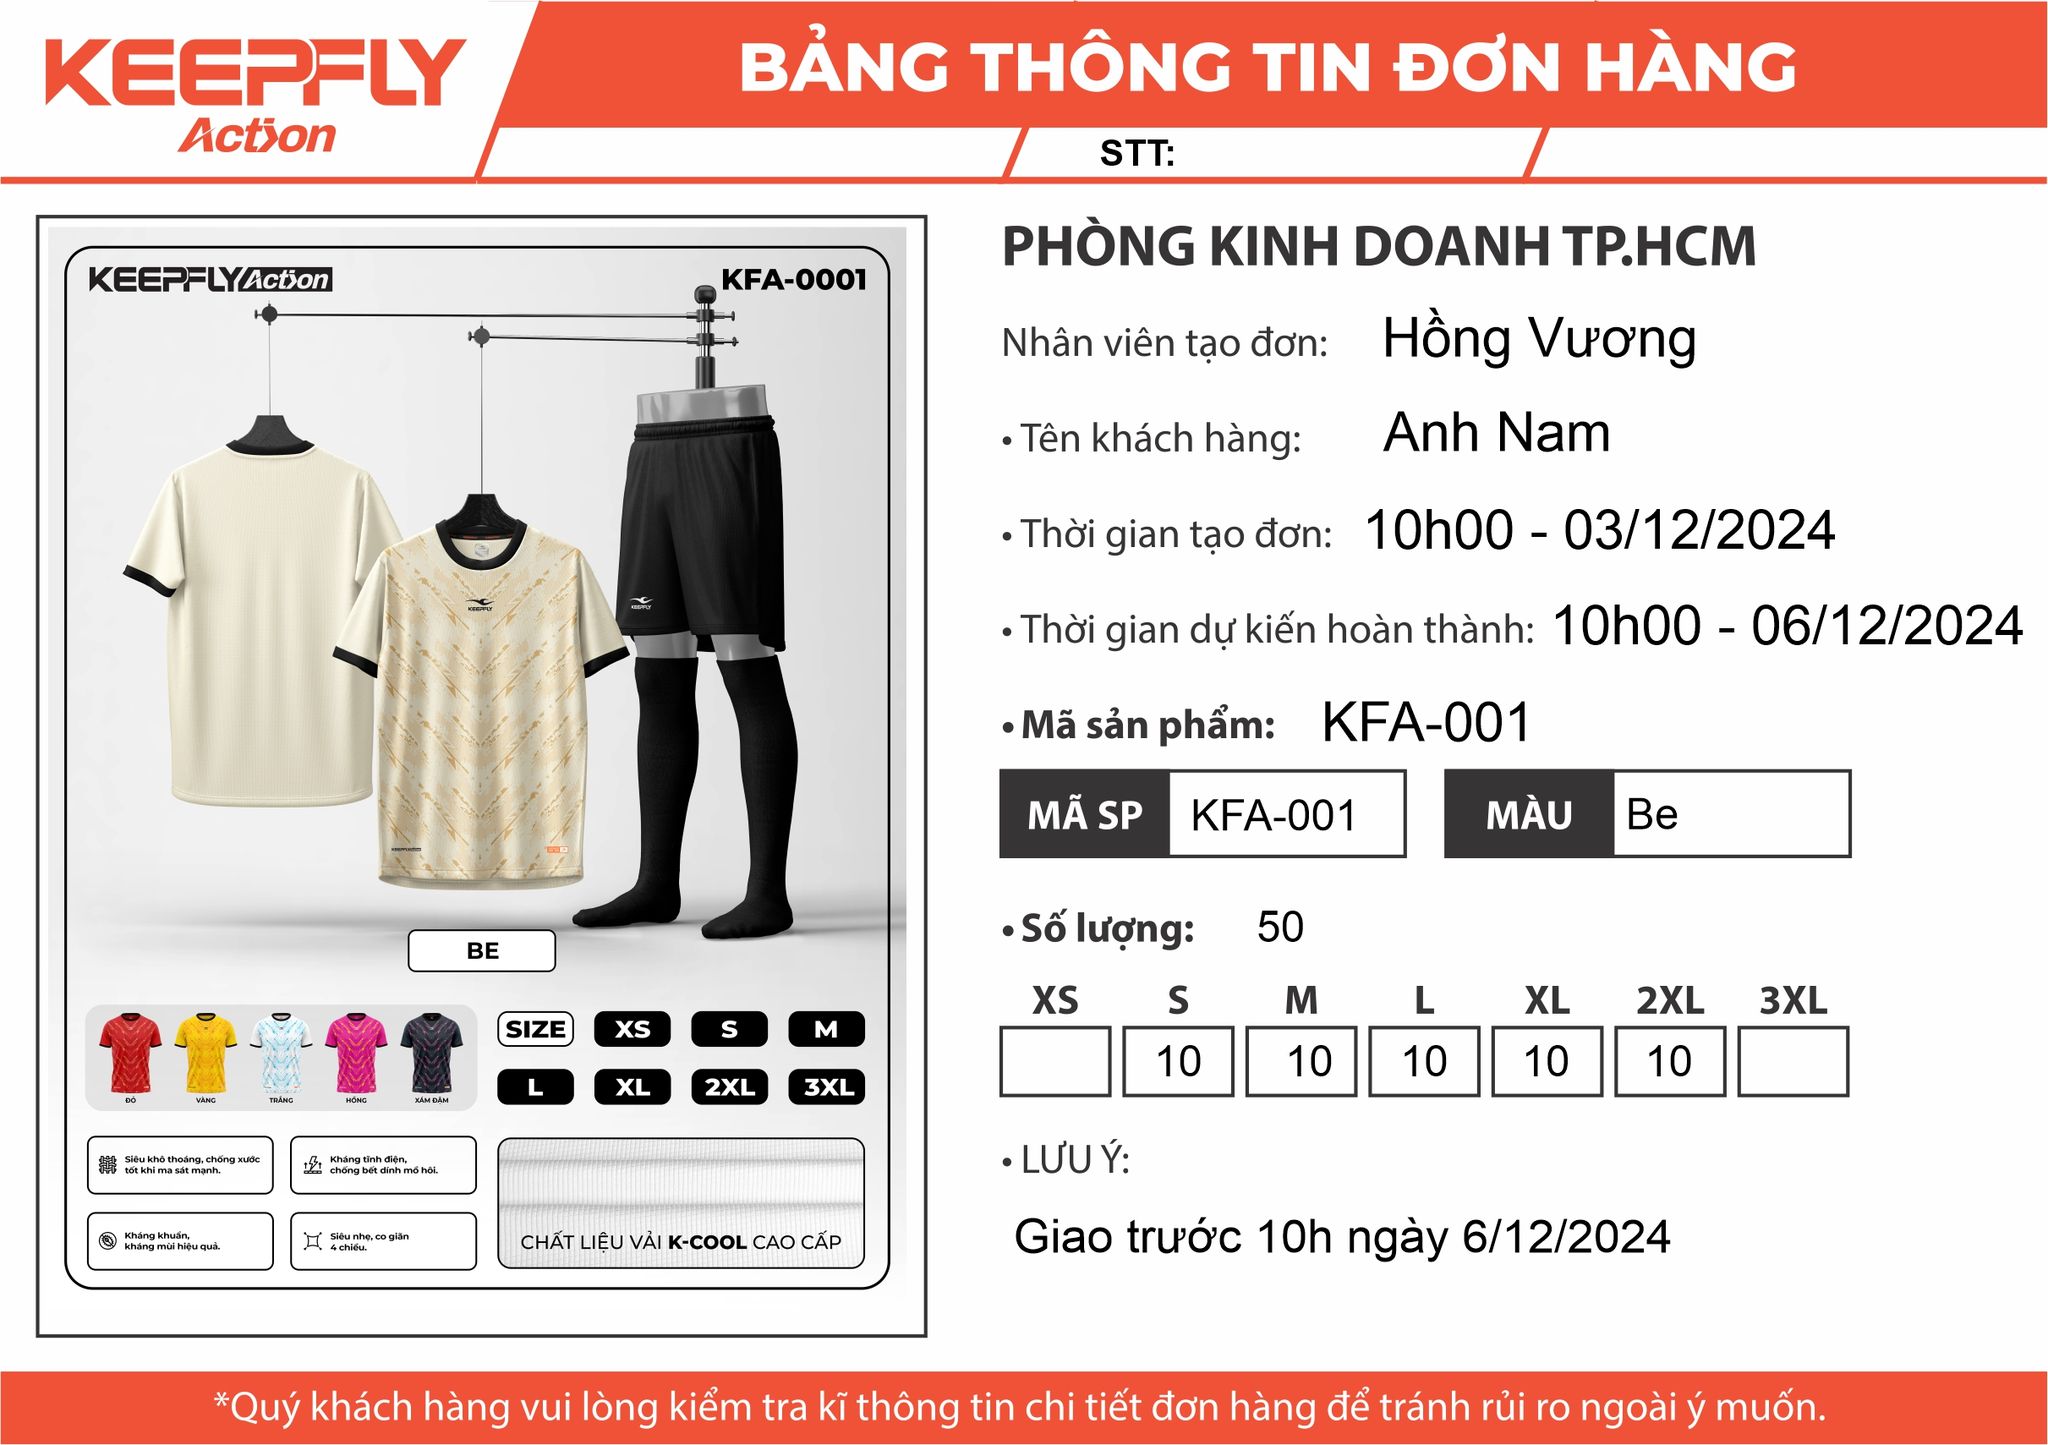 KEEPFLY
Action
BẢNG THÔNG TIN ĐƠN HÀNG
STT:
KEEPFLY Action
KFA-0001
KEEPFLY
KEEPFLY
KEEPFLY Action
BE
ĐỎ
VÀNG
TRẮNG
HỒNG
XÁM ĐẬM
SIZE XS S M
L XL 2XL 3XL
Siêu khô thoáng, chống xước
tốt khi ma sát mạnh.
Kháng tĩnh điện,
chống bết dính mồ hôi.
Kháng khuẩn,
kháng mùi hiệu quả.
Siêu nhẹ, co giãn
4 chiều.
CHẤT LIỆU VẢI K-COOL CAO CẤP
PHÒNG KINH DOANH TP.HCM
Nhân viên tạo đơn: Hồng Vương
• Tên khách hàng: Anh Nam
• Thời gian tạo đơn: 10h00 - 03/12/2024
• Thời gian dự kiến hoàn thành: 10h00 - 06/12/2024
• Mã sản phẩm: KFA-001
MÃ SP KFA-001 MÀU Be
• Số lượng: 50
XS S M L XL 2XL 3XL
10 10 10 10 10
• LƯU Ý:
Giao trước 10h ngày 6/12/2024
*Quý khách hàng vui lòng kiểm tra kĩ thông tin chi tiết đơn hàng để tránh rủi ro ngoài ý muốn.